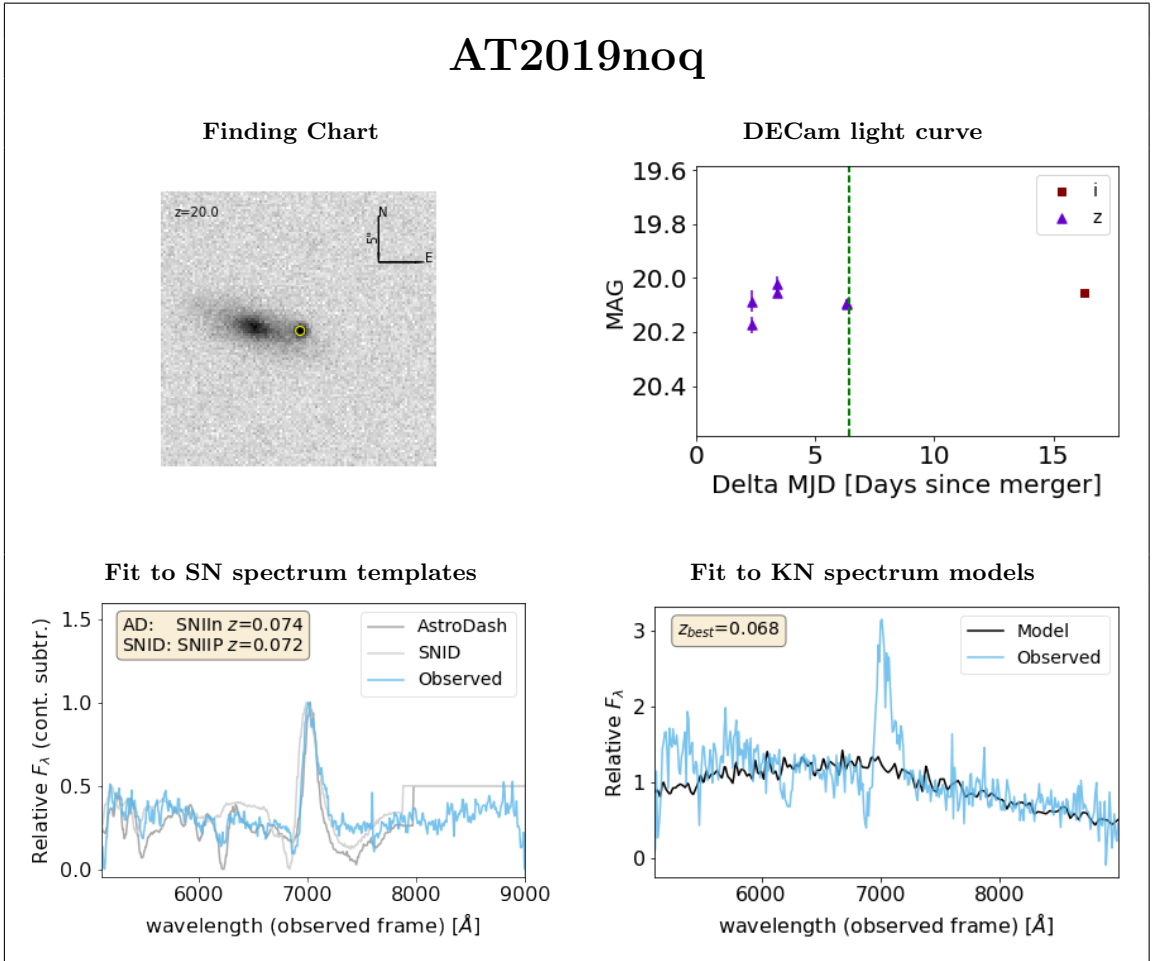 AT2019noq
Finding Chart
z=20.0
N
5"
E
DECam light curve
19.6
19.8
20.0
20.2
20.4
MAG
i
z
0
5
10
15
Delta MJD [Days since merger]
Fit to SN spectrum templates
AD: SNIIn z=0.074
SNID: SNIIP z=0.072
AstroDash
SNID
Observed
1.5
1.0
0.5
0.0
Relative Fλ (cont. subtr.)
6000
7000
8000
9000
wavelength (observed frame) [Å]
Fit to KN spectrum models
zbest=0.068
Model
Observed
3
2
1
0
Relative Fλ
6000
7000
8000
wavelength (observed frame) [Å]